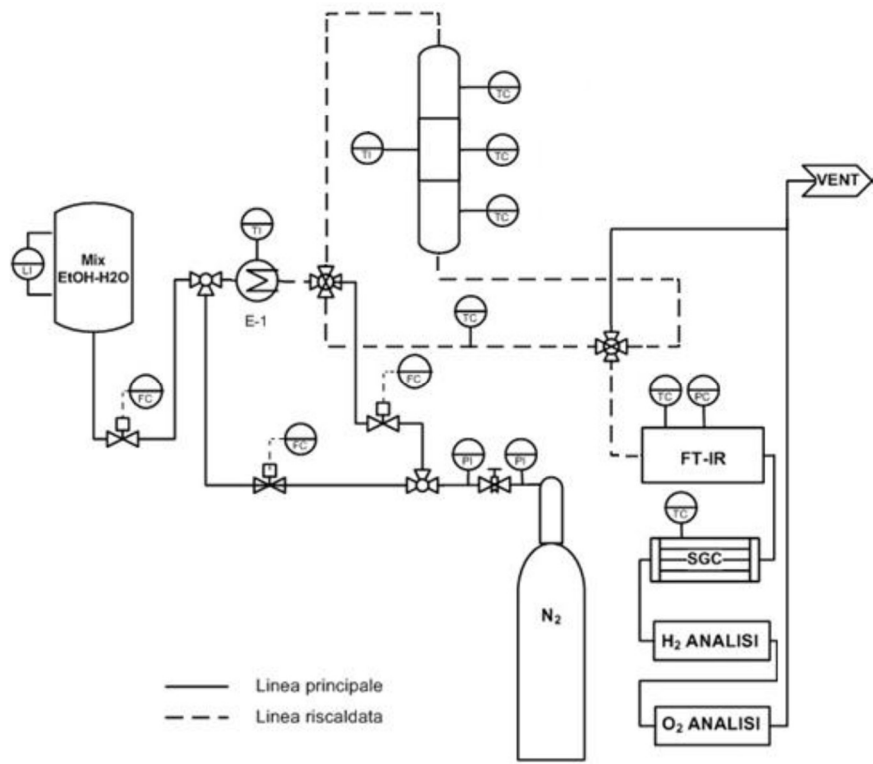 TC
TI
TC
TC
VENT
TI
Mix
EtOH-H2O
LI
E-1
TC
FC
FC
TC
PC
FC
PI
PI
FT-IR
TC
SGC
N₂
H₂ ANALISI
Linea principale
Linea riscaldata
O₂ ANALISI